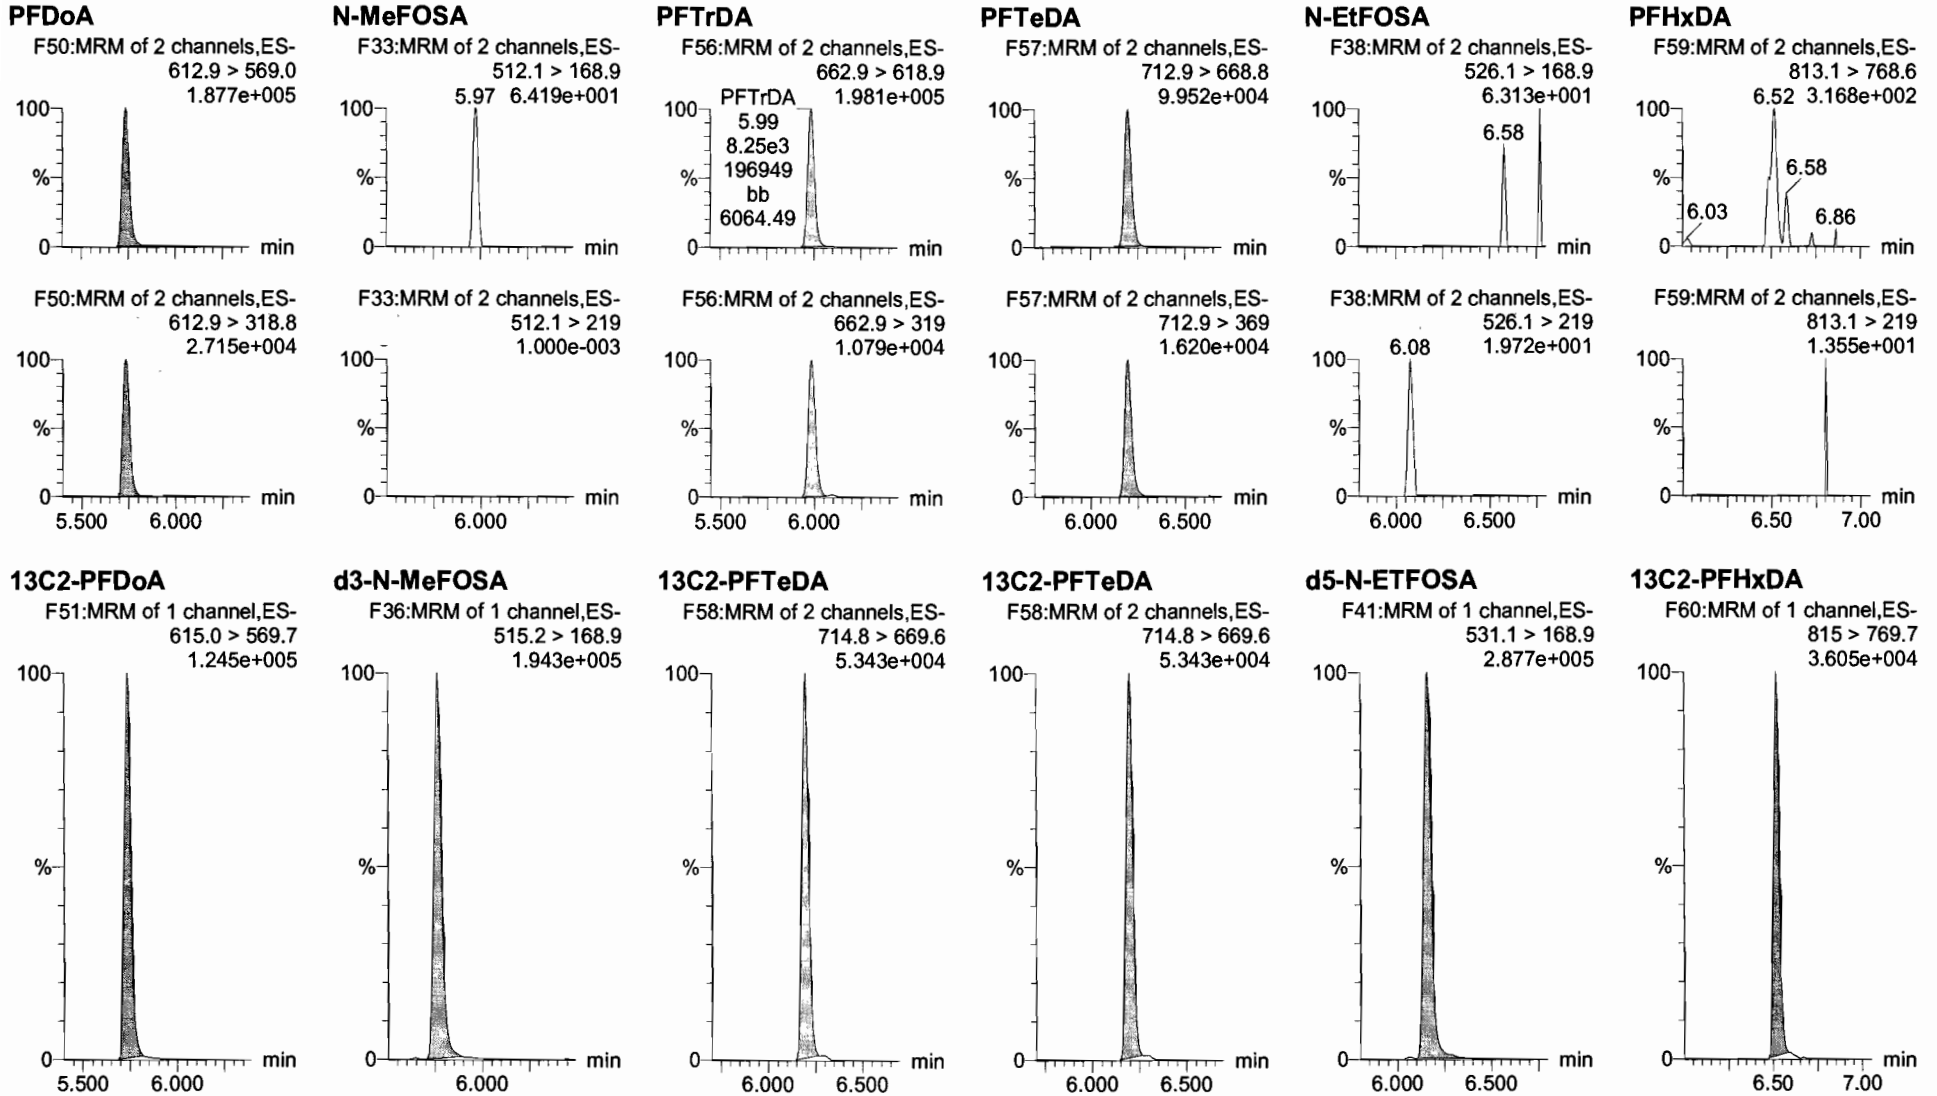 PFDoA
F50:MRM of 2 channels,ES-
612.9 > 569.0
1.877e+005
100
%
0
min
N-MeFOSA
F33:MRM of 2 channels,ES-
512.1 > 168.9
5.97 6.419e+001
100
%
0
min
PFTrDA
F56:MRM of 2 channels,ES-
662.9 > 618.9
1.981e+005
100
PFTrDA
5.99
8.25e3
196949
bb
6064.49
%
0
min
PFTeDA
F57:MRM of 2 channels,ES-
712.9 > 668.8
9.952e+004
100
%
0
min
N-EtFOSA
F38:MRM of 2 channels,ES-
526.1 > 168.9
6.313e+001
100
6.58
%
0
min
PFHxDA
F59:MRM of 2 channels,ES-
813.1 > 768.6
6.52 3.168e+002
100
6.58
%
6.03
6.86
0
min
F50:MRM of 2 channels,ES-
612.9 > 318.8
2.715e+004
100
%
0
min
5.500 6.000
F33:MRM of 2 channels,ES-
512.1 > 219
1.000e-003
100
%
0
min
6.000
F56:MRM of 2 channels,ES-
662.9 > 319
1.079e+004
100
%
0
min
5.500 6.000
F57:MRM of 2 channels,ES-
712.9 > 369
1.620e+004
100
%
0
min
6.000 6.500
F38:MRM of 2 channels,ES-
526.1 > 219
1.972e+001
6.08
100
%
0
min
6.000 6.500
F59:MRM of 2 channels,ES-
813.1 > 219
1.355e+001
100
%
0
min
6.50 7.00
13C2-PFDoA
F51:MRM of 1 channel,ES-
615.0 > 569.7
1.245e+005
100
%
0
min
5.500 6.000
d3-N-MeFOSA
F36:MRM of 1 channel,ES-
515.2 > 168.9
1.943e+005
100
%
0
min
6.000
13C2-PFTeDA
F58:MRM of 2 channels,ES-
714.8 > 669.6
5.343e+004
100
%
0
min
6.000 6.500
13C2-PFTeDA
F58:MRM of 2 channels,ES-
714.8 > 669.6
5.343e+004
100
%
0
min
6.000 6.500
d5-N-ETFOSA
F41:MRM of 1 channel,ES-
531.1 > 168.9
2.877e+005
100
%
0
min
6.000 6.500
13C2-PFHxDA
F60:MRM of 1 channel,ES-
815 > 769.7
3.605e+004
100
%
0
min
6.50 7.00